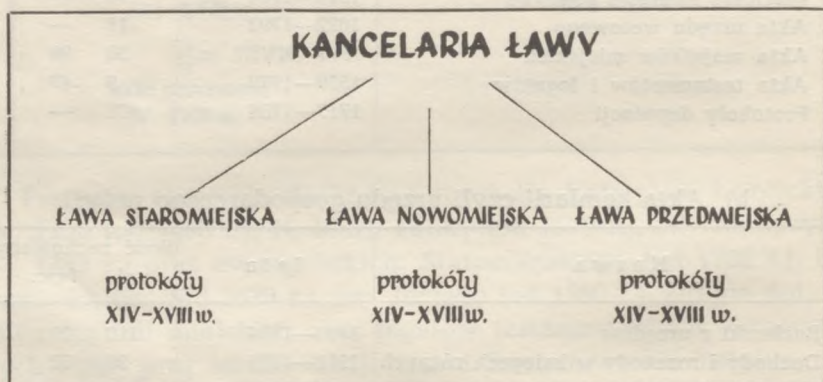 KANCELARIA ŁAWY
ŁAWA STAROMIEJSKA
protokóły
XIV-XVIII w.
ŁAWA NOWOMIEJSKA
protokóły
XIV-XVIII w.
ŁAWA PRZEDMIEJSKA
protokóły
XIV-XVIII w.